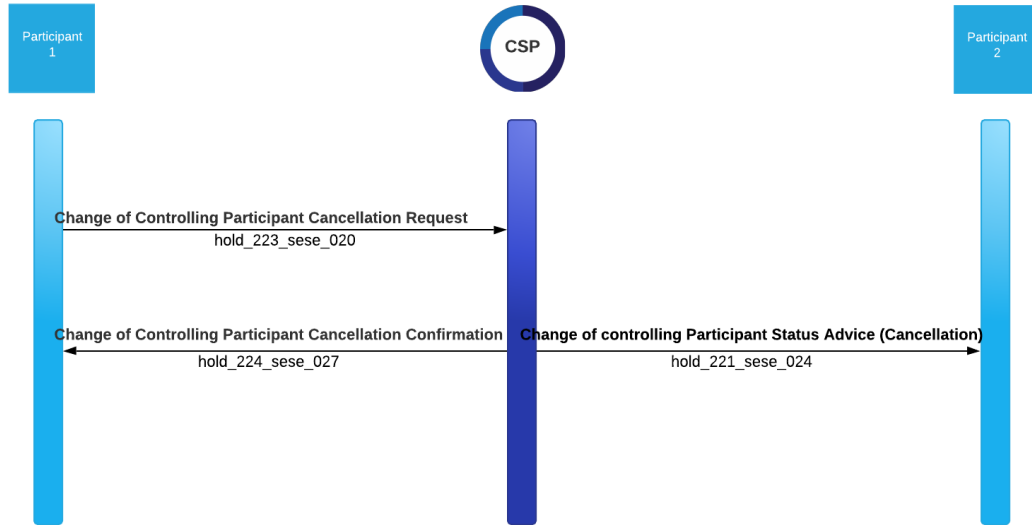 Participant
1
CSP
Participant
2
Change of Controlling Participant Cancellation Request
hold_223_sese_020
Change of Controlling Participant Cancellation Confirmation
hold_224_sese_027
Change of controlling Participant Status Advice (Cancellation)
hold_221_sese_024